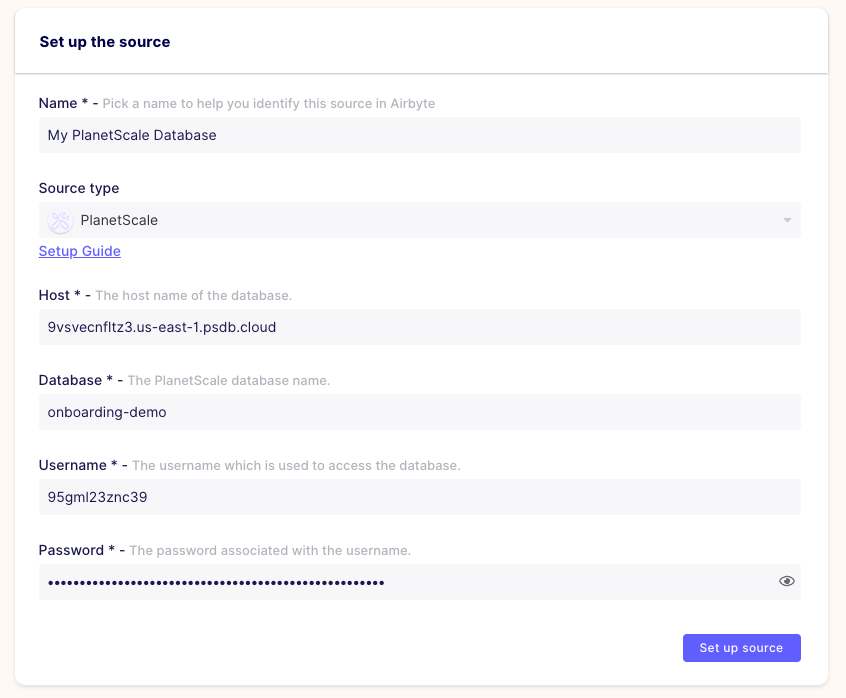 Set up the source
Name * - Pick a name to help you identify this source in Airbyte
My PlanetScale Database
Source type
PlanetScale
Setup Guide
Host * - The host name of the database.
9vsvecnfltz3.us-east-1.psdb.cloud
Database * - The PlanetScale database name.
onboarding-demo
Username * - The username which is used to access the database.
95gml23znc39
Password * - The password associated with the username.
•••••••••••••••••••••••••••••••••••••••••••••••••••••
Set up source